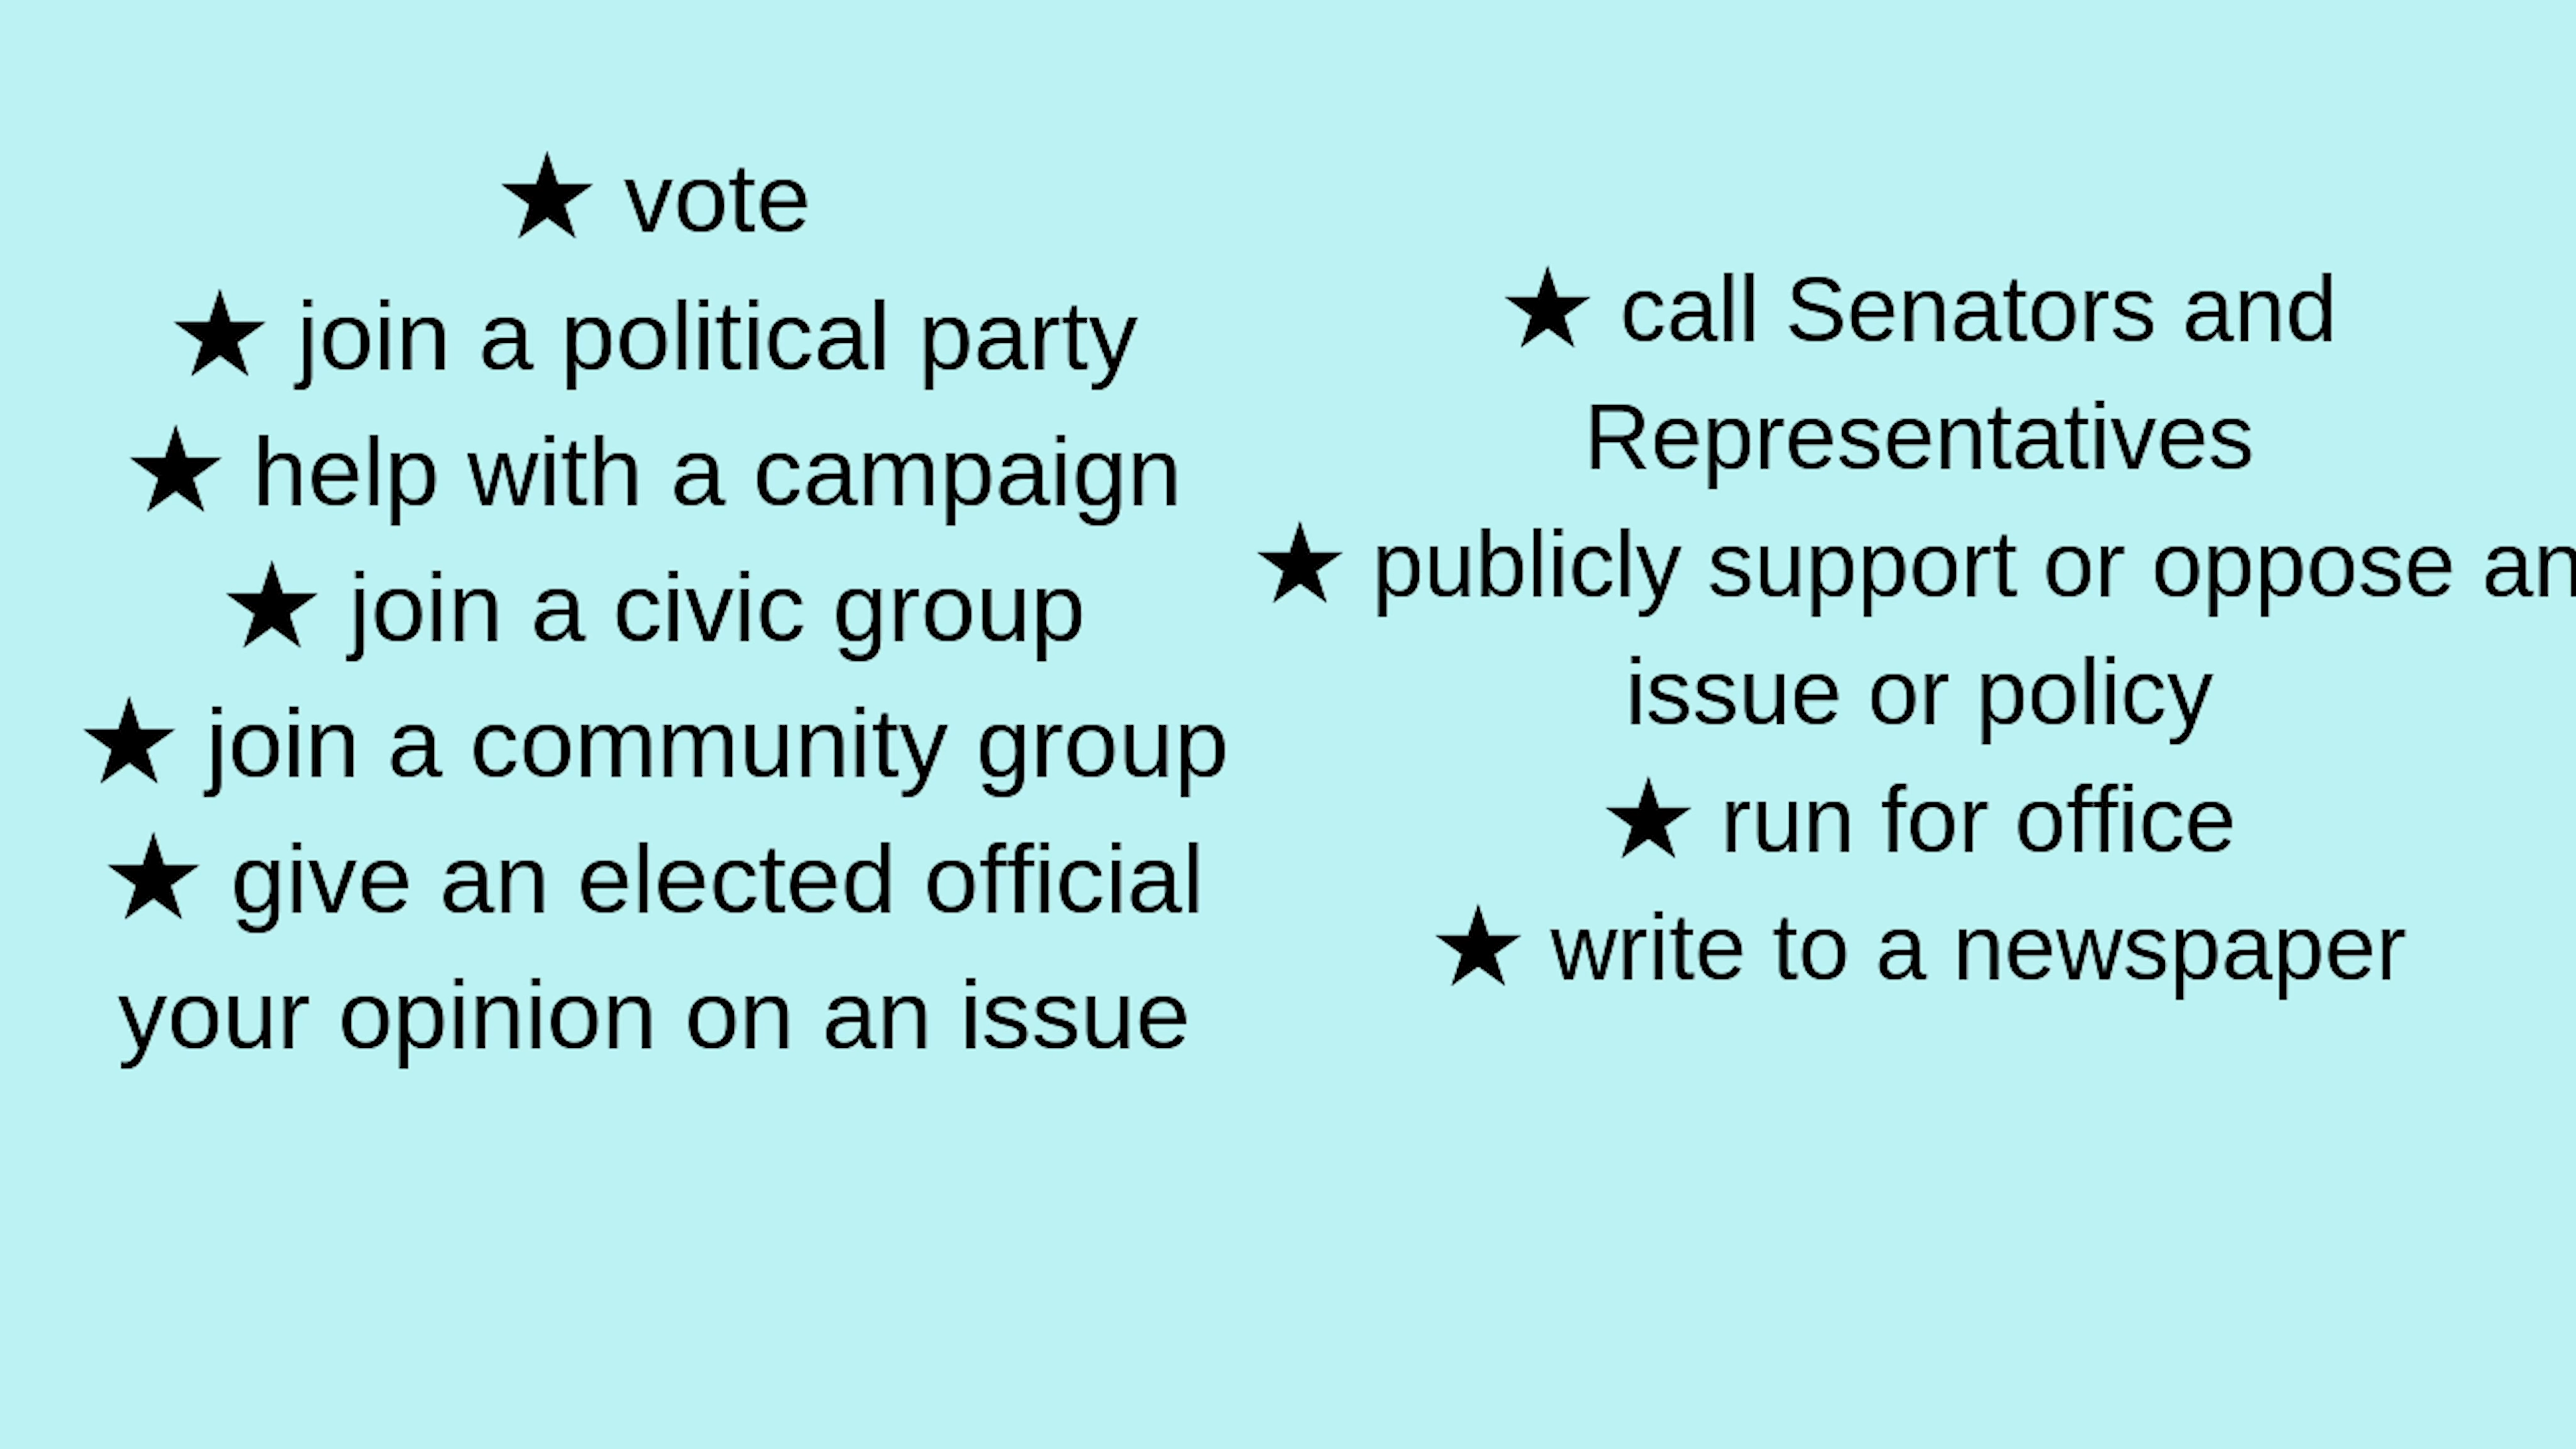 ★ vote
★ join a political party
★ help with a campaign
★ join a civic group
★ join a community group
★ give an elected official
your opinion on an issue
★ call Senators and
Representatives
★ publicly support or oppose an
issue or policy
★ run for office
★ write to a newspaper